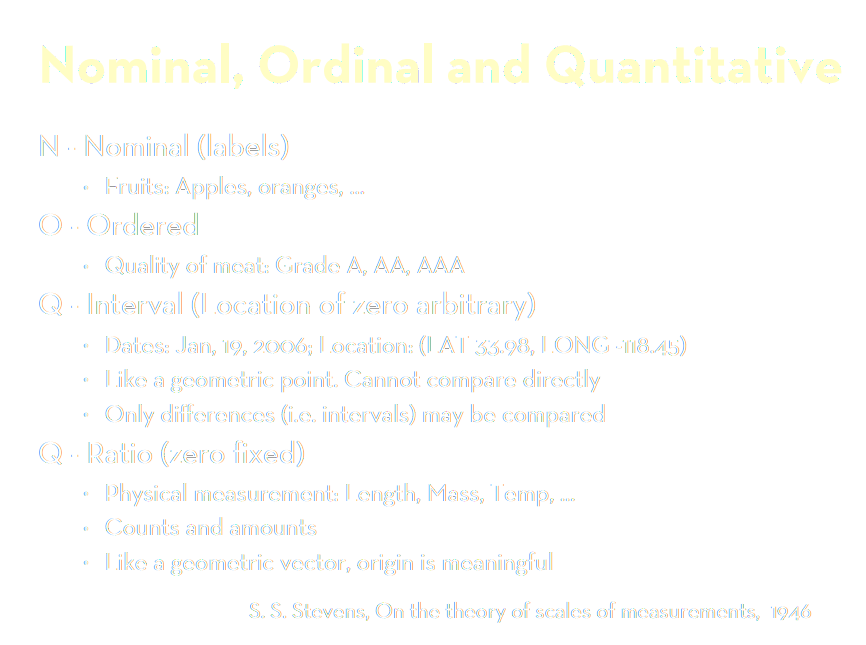 Nominal, Ordinal and Quantitative
N - Nominal (labels)
• Fruits: Apples, oranges, …
O - Ordered
• Quality of meat: Grade A, AA, AAA
Q - Interval (Location of zero arbitrary)
• Dates: Jan, 19, 2006; Location: (LAT 33.98, LONG -118.45)
• Like a geometric point. Cannot compare directly
• Only differences (i.e. intervals) may be compared
Q - Ratio (zero fixed)
• Physical measurement: Length, Mass, Temp, …
• Counts and amounts
• Like a geometric vector, origin is meaningful
S. S. Stevens, On the theory of scales of measurements, 1946